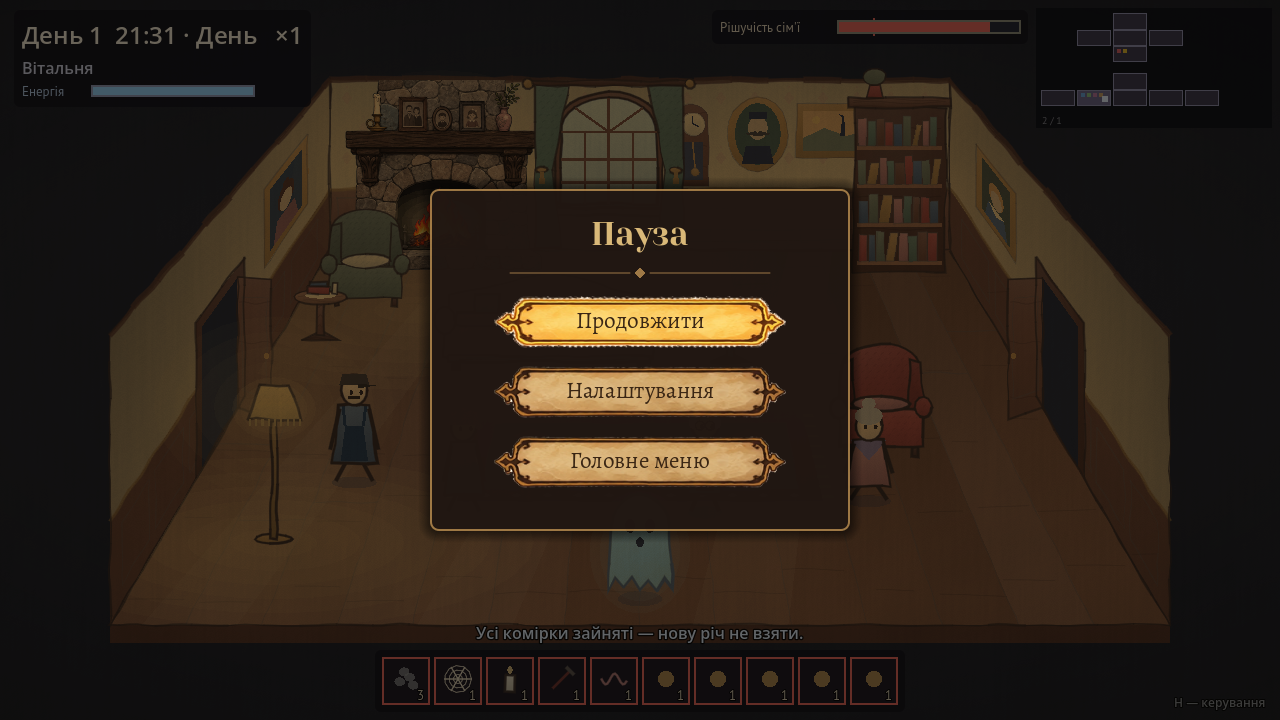 День 1 21:31 · День ×1
Вітальня
Енергія
Рішучість сім'ї
2 / 1
Пауза
Продовжити
Налаштування
Головне меню
Усі комірки зайняті — нову річ не взяти.
3 1 1 1 1 1 1 1 1 1
H — керування